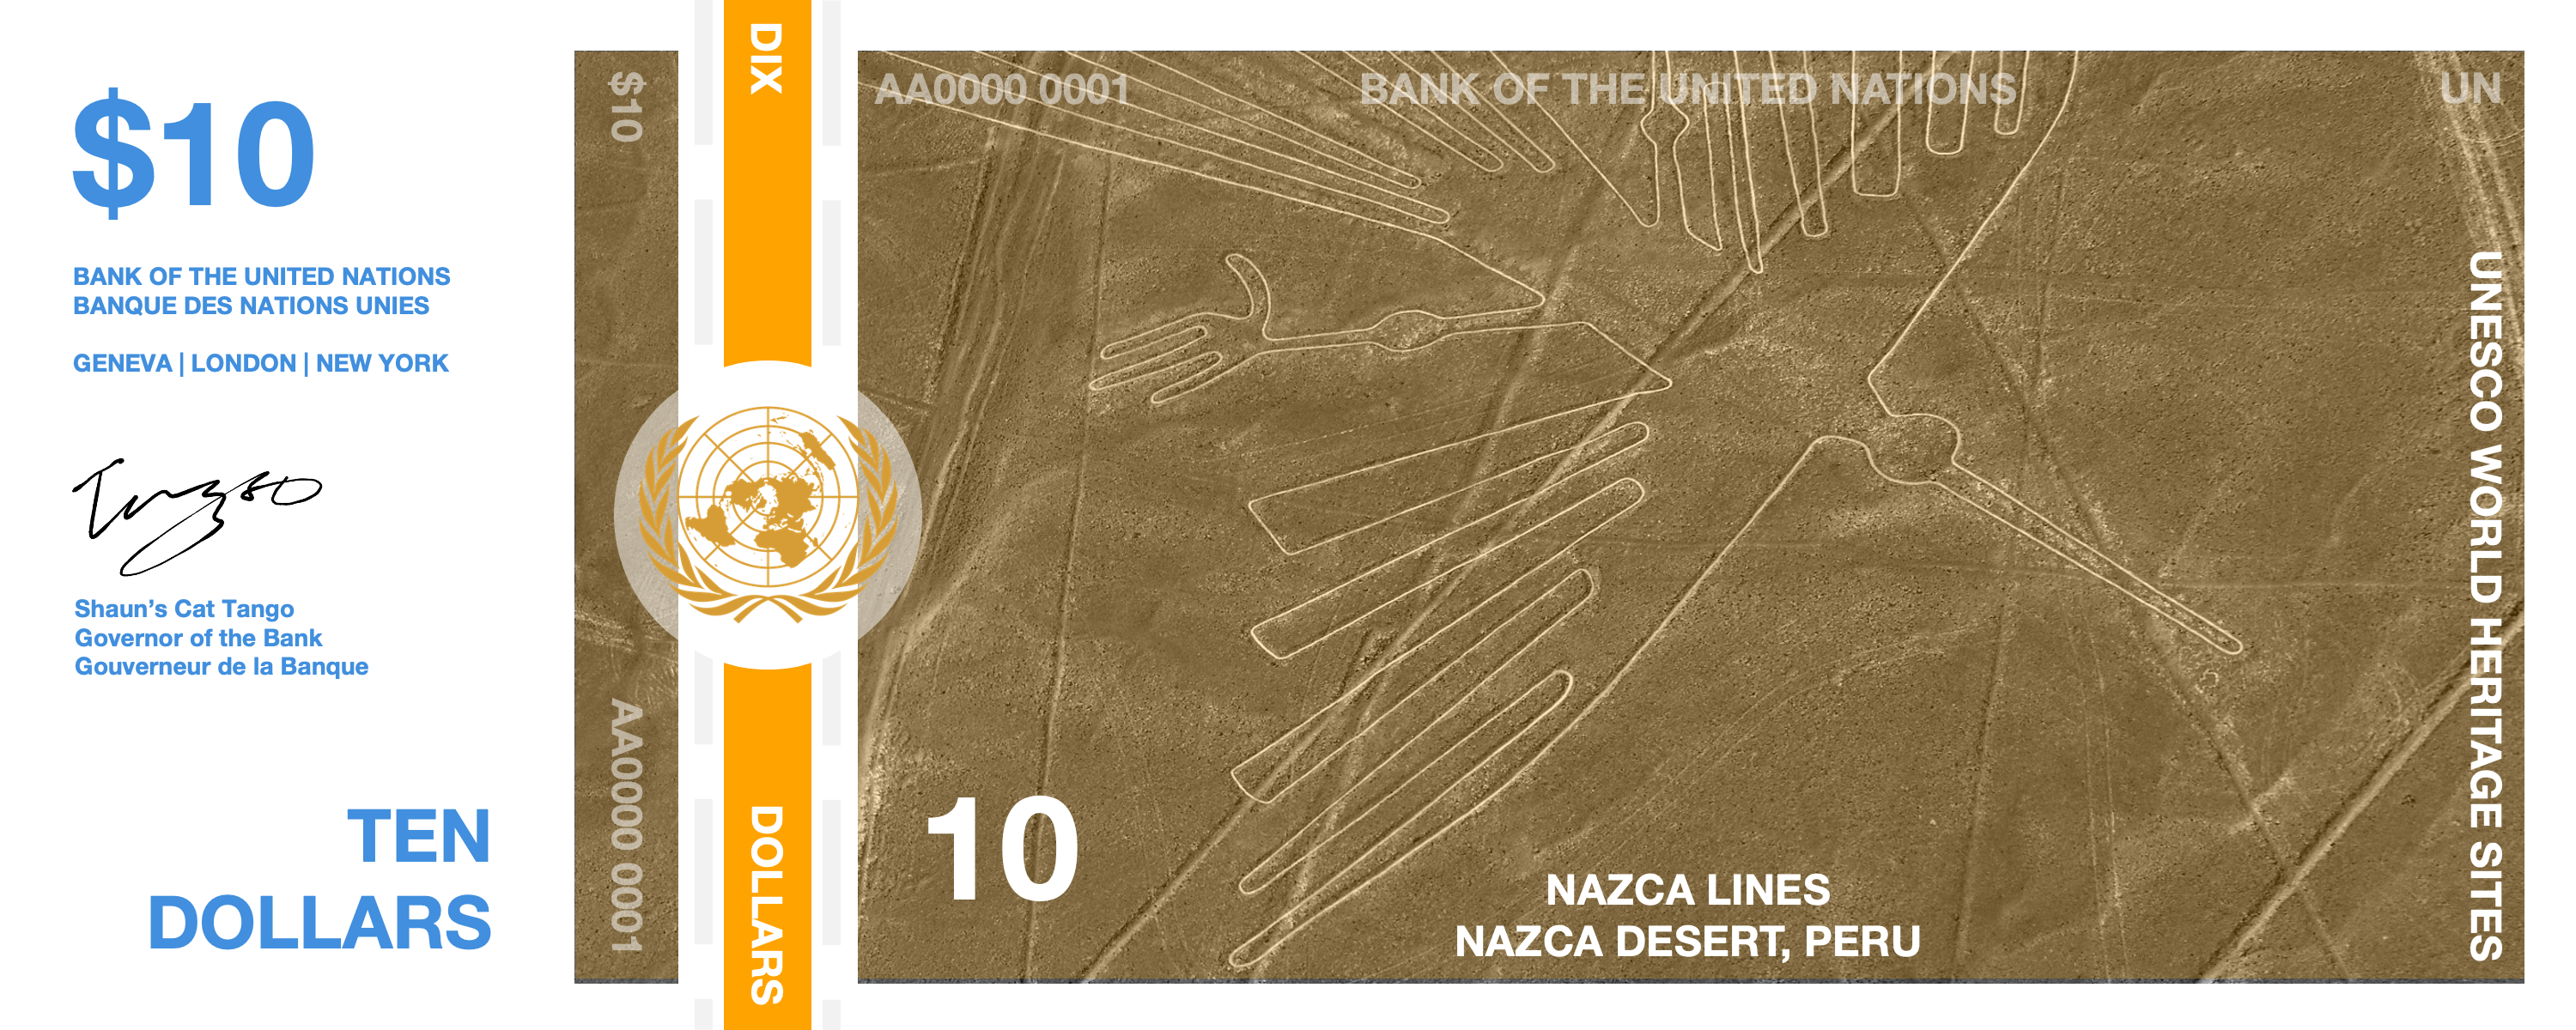 $10
BANK OF THE UNITED NATIONS
BANQUE DES NATIONS UNIES
GENEVA | LONDON | NEW YORK
Tango
Shaun's Cat Tango
Governor of the Bank
Gouverneur de la Banque
TEN
DOLLARS
$10
AA0000 0001
DIX
DOLLARS
AA0000 0001
BANK OF THE UNITED NATIONS
UN
10
NAZCA LINES
NAZCA DESERT, PERU
UNESCO WORLD HERITAGE SITES